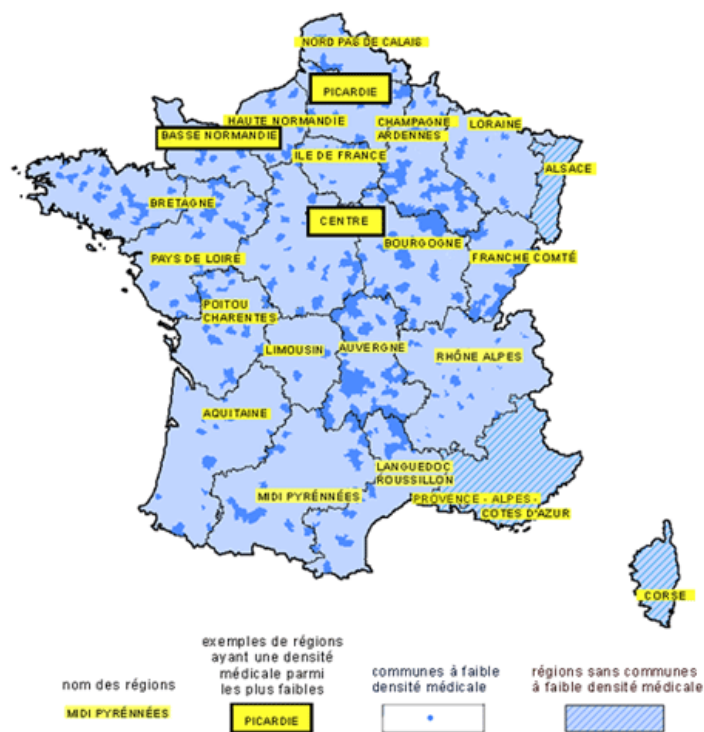 NORD PAS DE CALAIS
PICARDIE
HAUTE NORMANDIE
BASSE NORMANDIE
CHAMPAGNE
ARDENNES
LORAINE
ILE DE FRANCE
ALSACE
BRETAGNE
CENTRE
BOURGOGNE
PAYS DE LOIRE
FRANCHE COMTÉ
POITOU
CHARENTES
LIMOUSIN
AUVERGNE
RHÔNE ALPES
AQUITAINE
LANGUEDOC
ROUSSILLON
MIDI PYRÉNNÉES
PROVENCE - ALPES -
COTES D'AZUR
CORSE
nom des régions
MIDI PYRÉNNÉES
exemples de régions
ayant une densité
médicale parmi
les plus faibles
PICARDIE
communes à faible
densité médicale
régions sans communes
à faible densité médicale